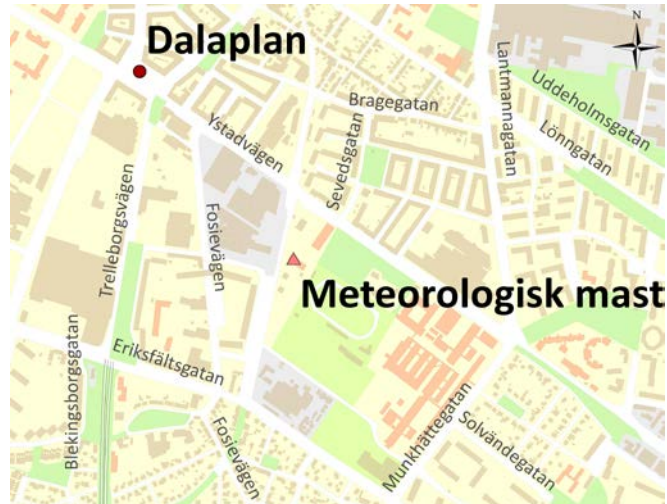 N
Dalaplan
Uddeholmsgatan
Lantmannagatan
Bragegatan
Lönngatan
Ystadvägen
Sevedsgatan
Trelleborgsvägen
Fosievägen
Meteorologisk mast
Blekingsborgsgatan
Eriksfältsgatan
Munkhättegatan
Solvändegatan
Fosievägen